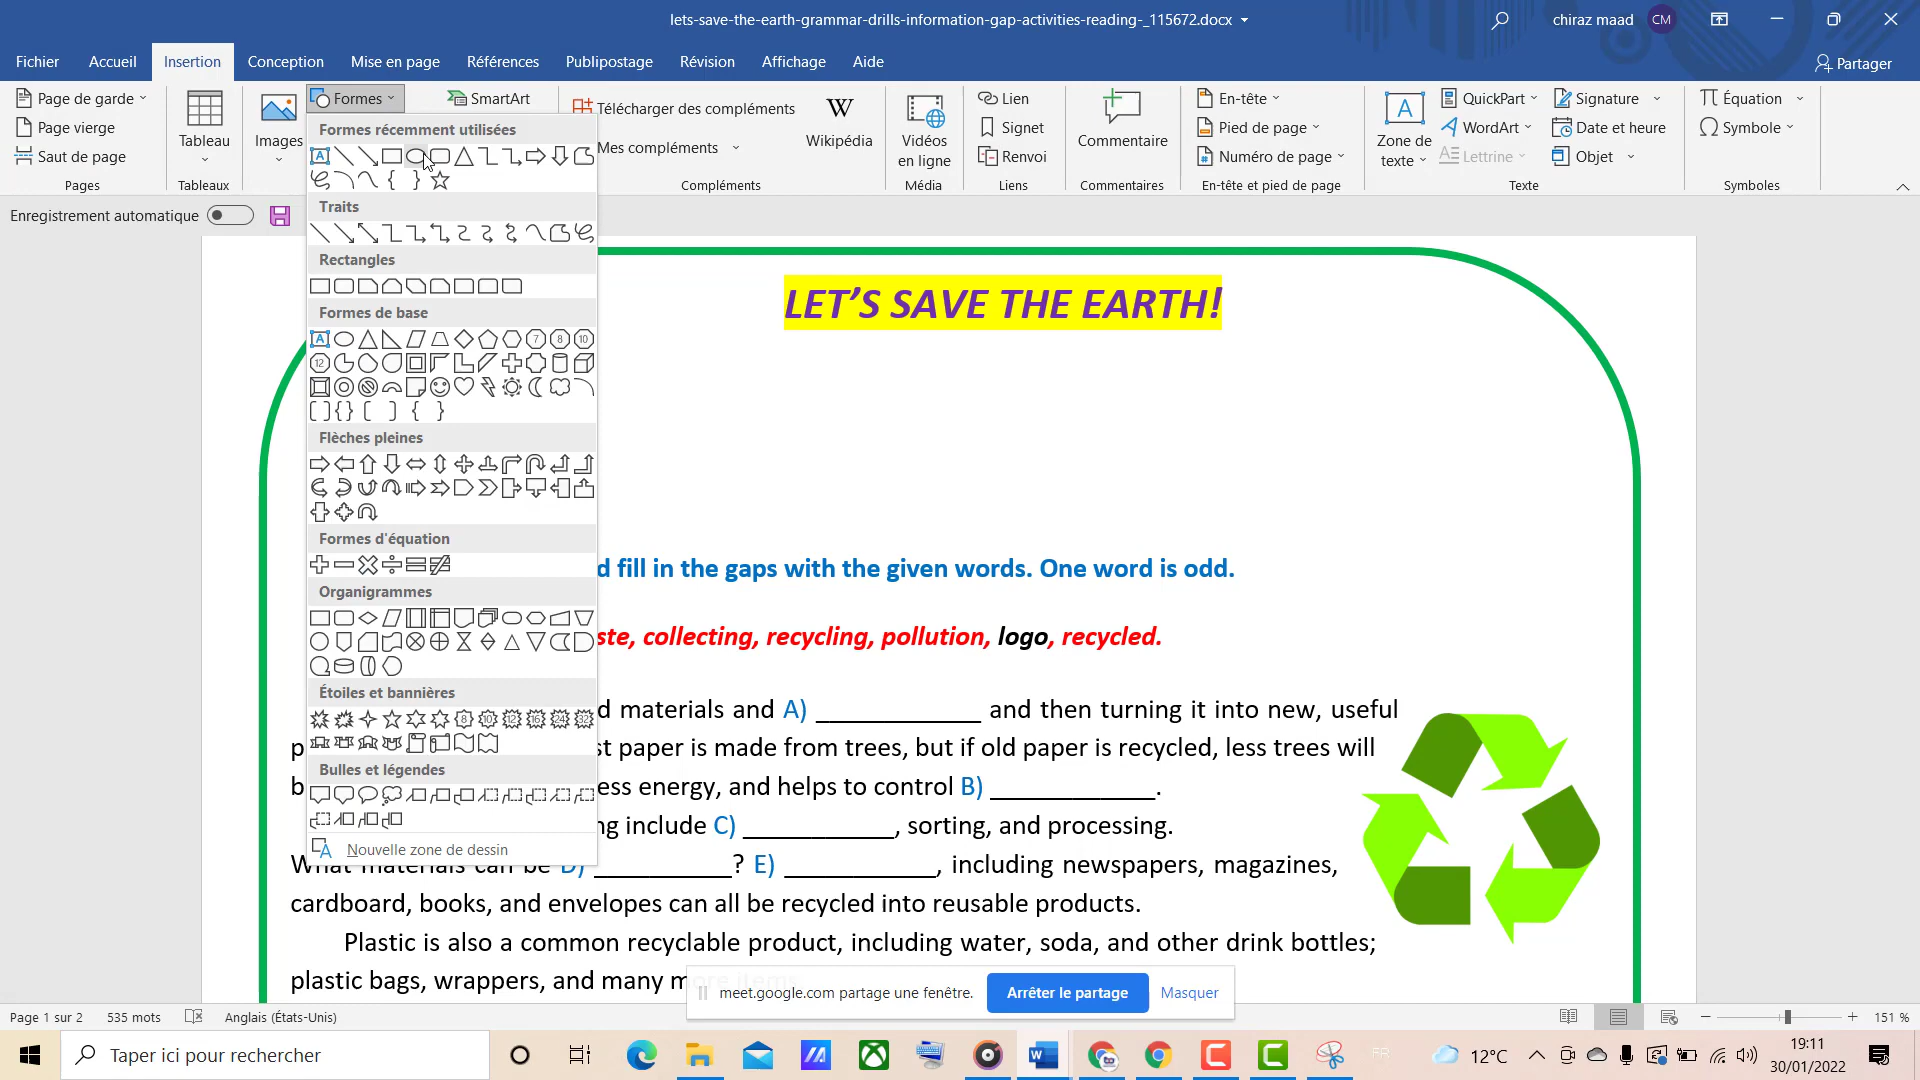 lets-save-the-earth-grammar-drills-information-gap-activities-reading-_115672.docx
chiraz maad
CM
Fichier Accueil Insertion Conception Mise en page Références Publipostage Révision Affichage Aide
Partager
Page de garde
Page vierge
Saut de page
Pages
Tableau
Tableaux
Images
Formes
SmartArt
Télécharger des compléments
Mes compléments
Wikipédia
Compléments
Vidéos
en ligne
Média
Lien
Signet
Renvoi
Liens
Commentaire
Commentaires
En-tête
Pied de page
Numéro de page
En-tête et pied de page
Zone de
texte
QuickPart
WordArt
Lettrine
Signature
Date et heure
Objet
Texte
Équation
Symbole
Symboles
Enregistrement automatique
Formes récemment utilisées
Traits
Rectangles
Formes de base
Flèches pleines
Formes d'équation
Organigrammes
Étoiles et bannières
Bulles et légendes
Nouvelle zone de dessin
LET'S SAVE THE EARTH!
d fill in the gaps with the given words. One word is odd.
ste, collecting, recycling, pollution, logo, recycled.
d materials and A) ____________ and then turning it into new, useful
p st paper is made from trees, but if old paper is recycled, less trees will
b ess energy, and helps to control B) ____________.
ng include C) ___________, sorting, and processing.
What materials can be D) __________? E) ___________, including newspapers, magazines,
cardboard, books, and envelopes can all be recycled into reusable products.
Plastic is also a common recyclable product, including water, soda, and other drink bottles;
plastic bags, wrappers, and many more items.
meet.google.com partage une fenêtre.
Arrêter le partage
Masquer
Page 1 sur 2
535 mots
Anglais (États-Unis)
151 %
Taper ici pour rechercher
FR
12°C
19:11
30/01/2022